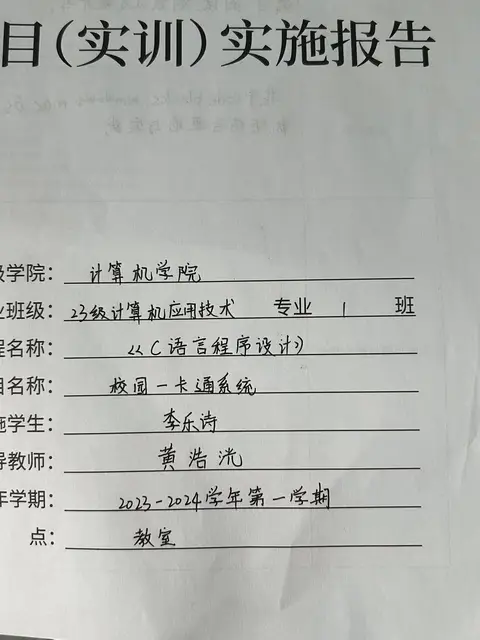 目(实训)实施报告
级学院: 计算机学院
业班级: 23级计算机应用技术 专业 1 班
程名称: 《C语言程序设计》
目名称: 校园一卡通系统
施学生: 李乐诗
导教师: 黄浩洸
年学期: 2023-2024学年第一学期
点: 教室